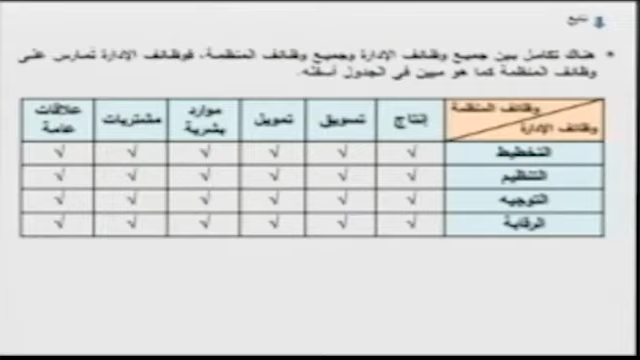 تابع
هناك تكامل بين جميع وظائف الإدارة وجميع وظائف المنظمة، فوظائف الإدارة تمارس على
وظائف المنظمة كما هو مبين في الجدول أسفله.
وظائف المنظمة
وظائف الإدارة
إنتاج
تسويق
تمويل
موارد بشرية
مشتريات
علاقات عامة
التخطيط √ √ √ √ √ √
التنظيم √ √ √ √ √ √
التوجيه √ √ √ √ √ √
الرقابة √ √ √ √ √ √